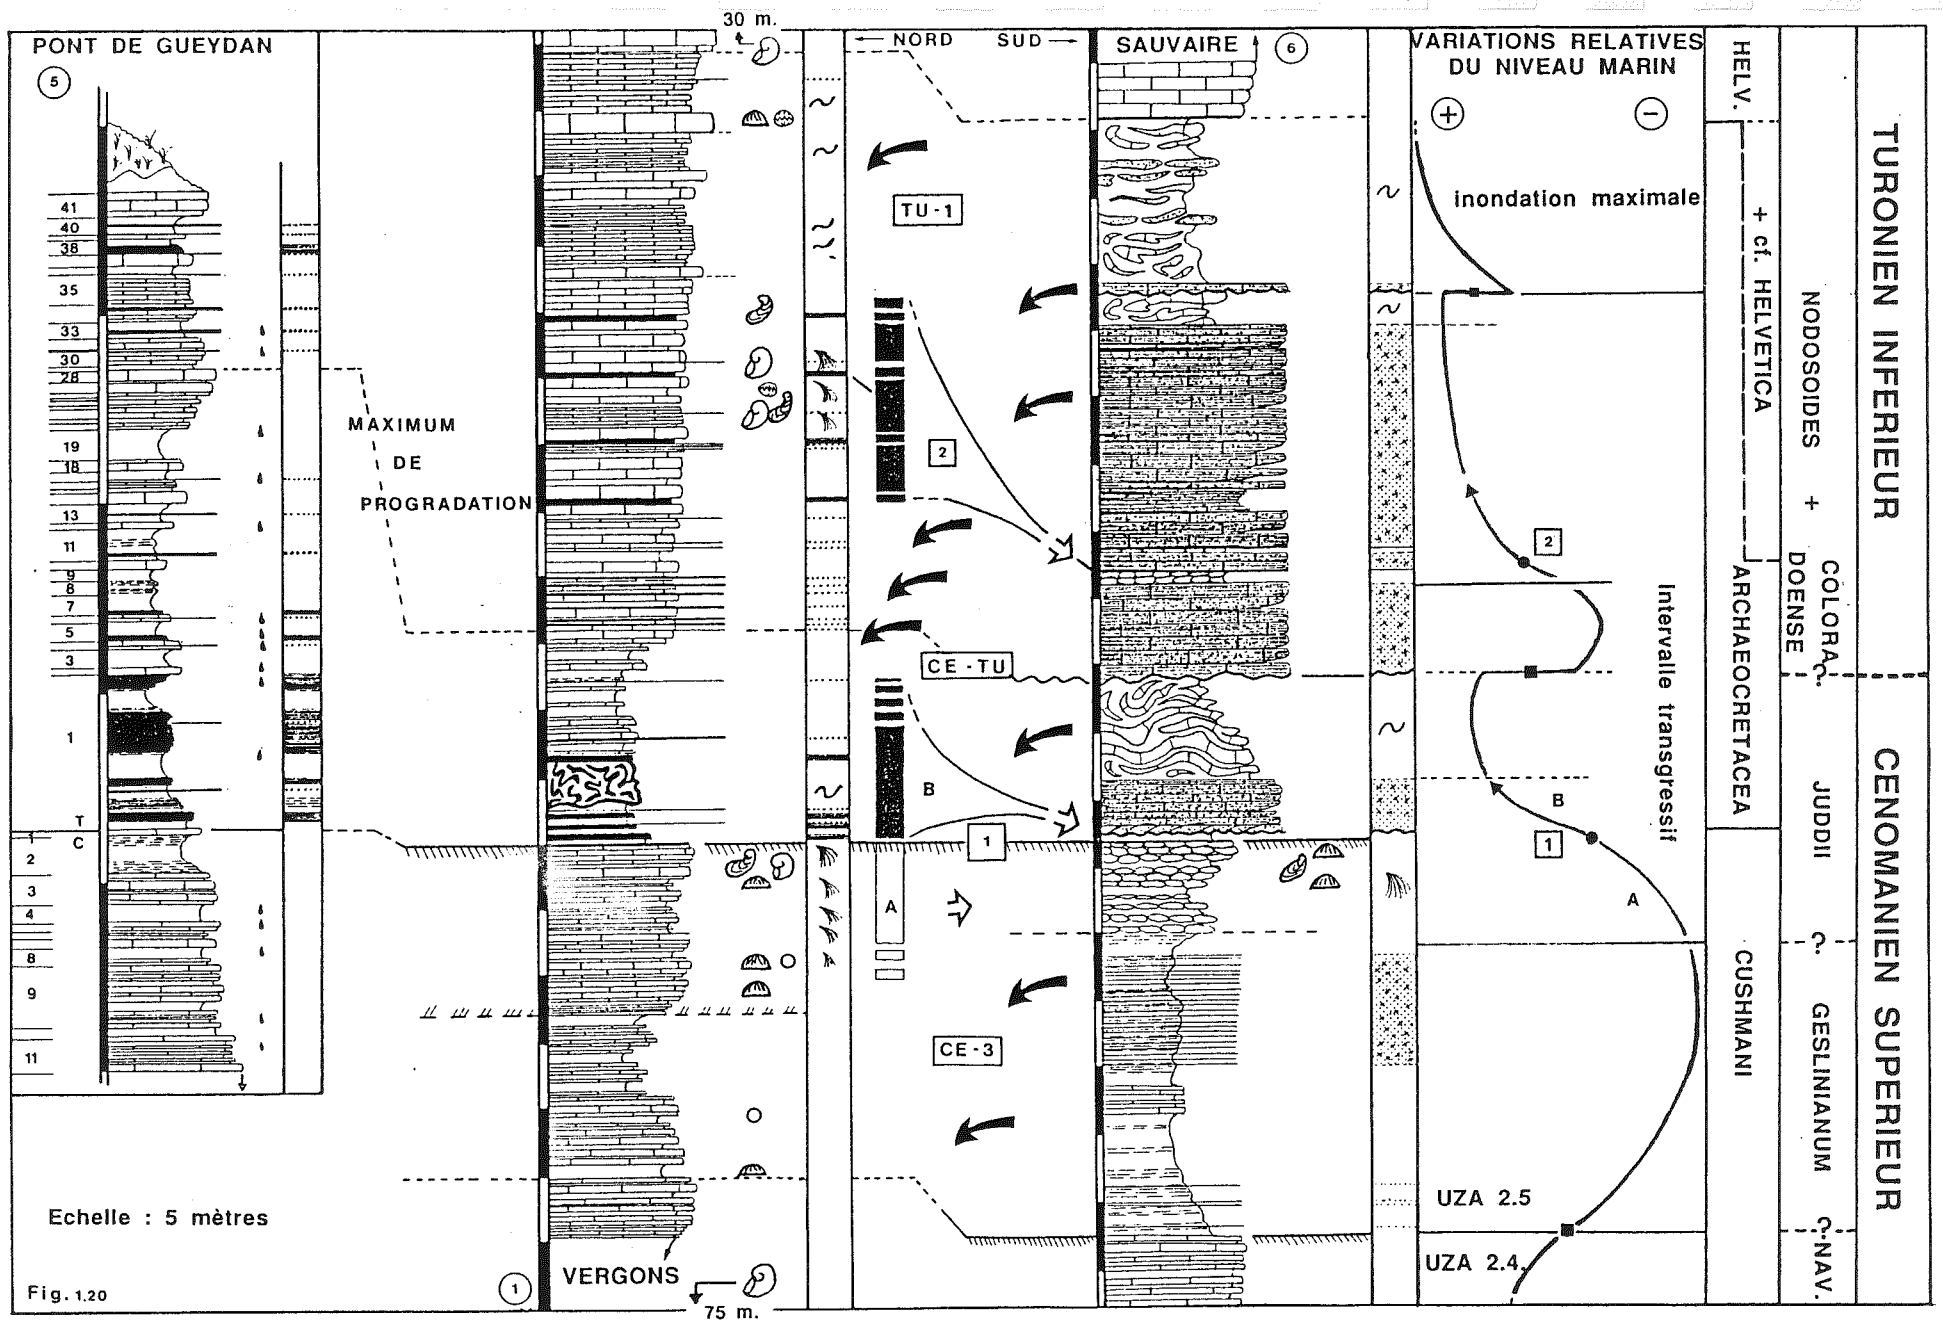 30 m.
PONT DE GUEYDAN
5
NORD SUD
SAUVAIRE
6
VARIATIONS RELATIVES
DU NIVEAU MARIN
+
−
inondation maximale
41
40
38
35
33
30
28
19
18
13
11
9
8
7
5
3
1
T
C
1
2
3
4
8
9
11
MAXIMUM
DE
PROGRADATION
TU-1
2
CE-TU
B
1
A
CE-3
2
B
1
A
Intervalle transgressif
UZA 2.5
UZA 2.4.
HELV.
+ cf. HELVETICA
ARCHAEOCRETACEA
CUSHMANI
NODOSOIDES +
COLORA
DOENSE
?
JUDDII
?
GESLINIANUM
?
NAV.
TURONIEN INFERIEUR
CENOMANIEN SUPERIEUR
Echelle : 5 mètres
Fig.1.20
1
VERGONS
75 m.